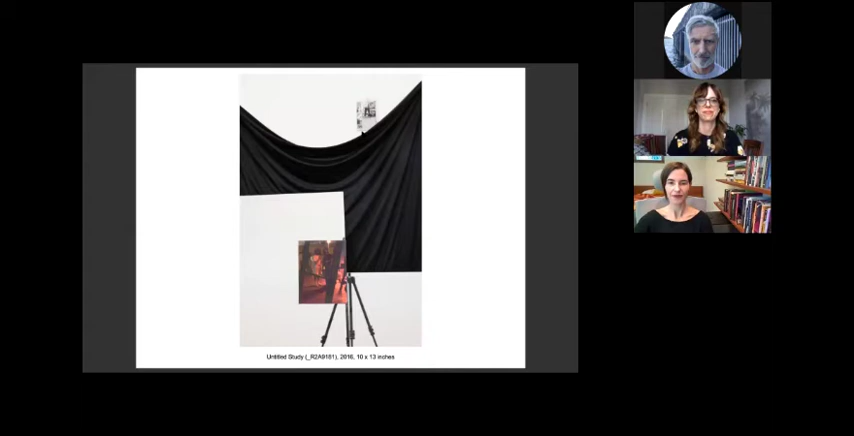 Untitled Study (_R2A9181), 2016, 10 x 13 inches